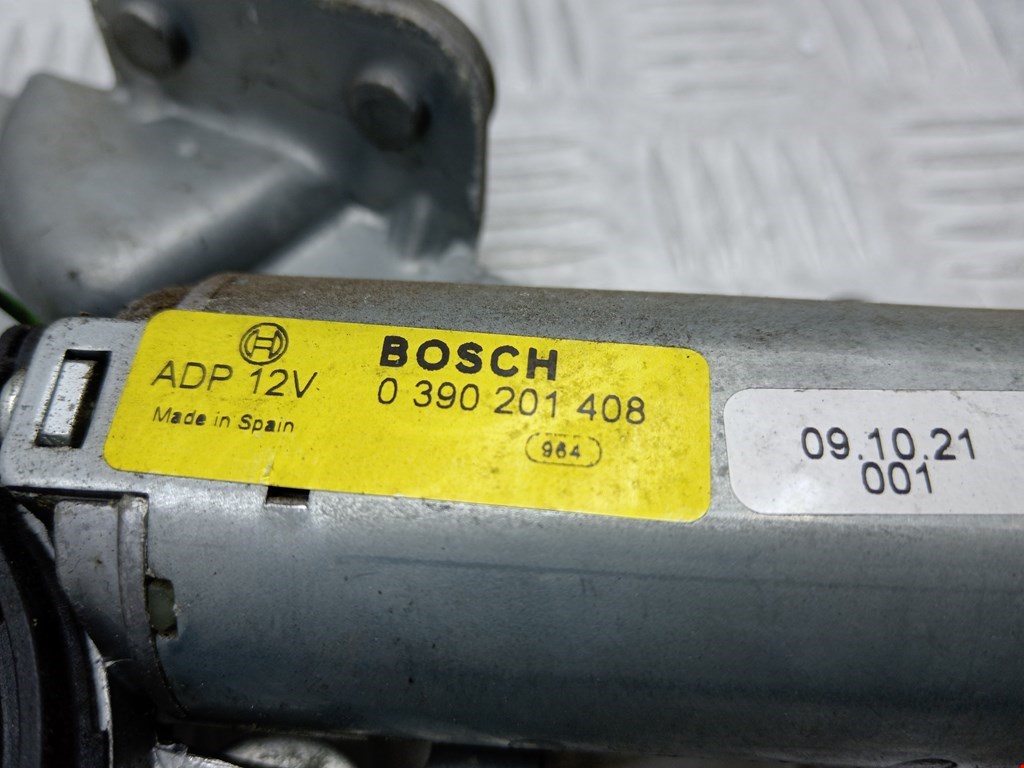 BOSCH
ADP 12V
0 390 201 408
Made in Spain
964
09.10.21
001